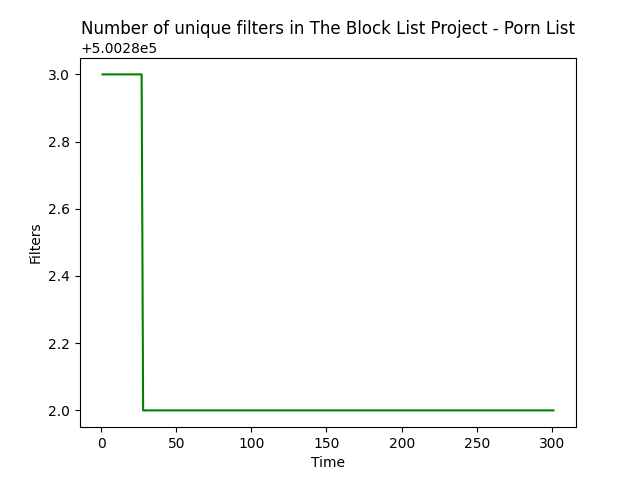 Number of unique filters in The Block List Project - Porn List
+5.0028e5
3.0
2.8
2.6
2.4
2.2
2.0
Filters
0 50 100 150 200 250 300
Time